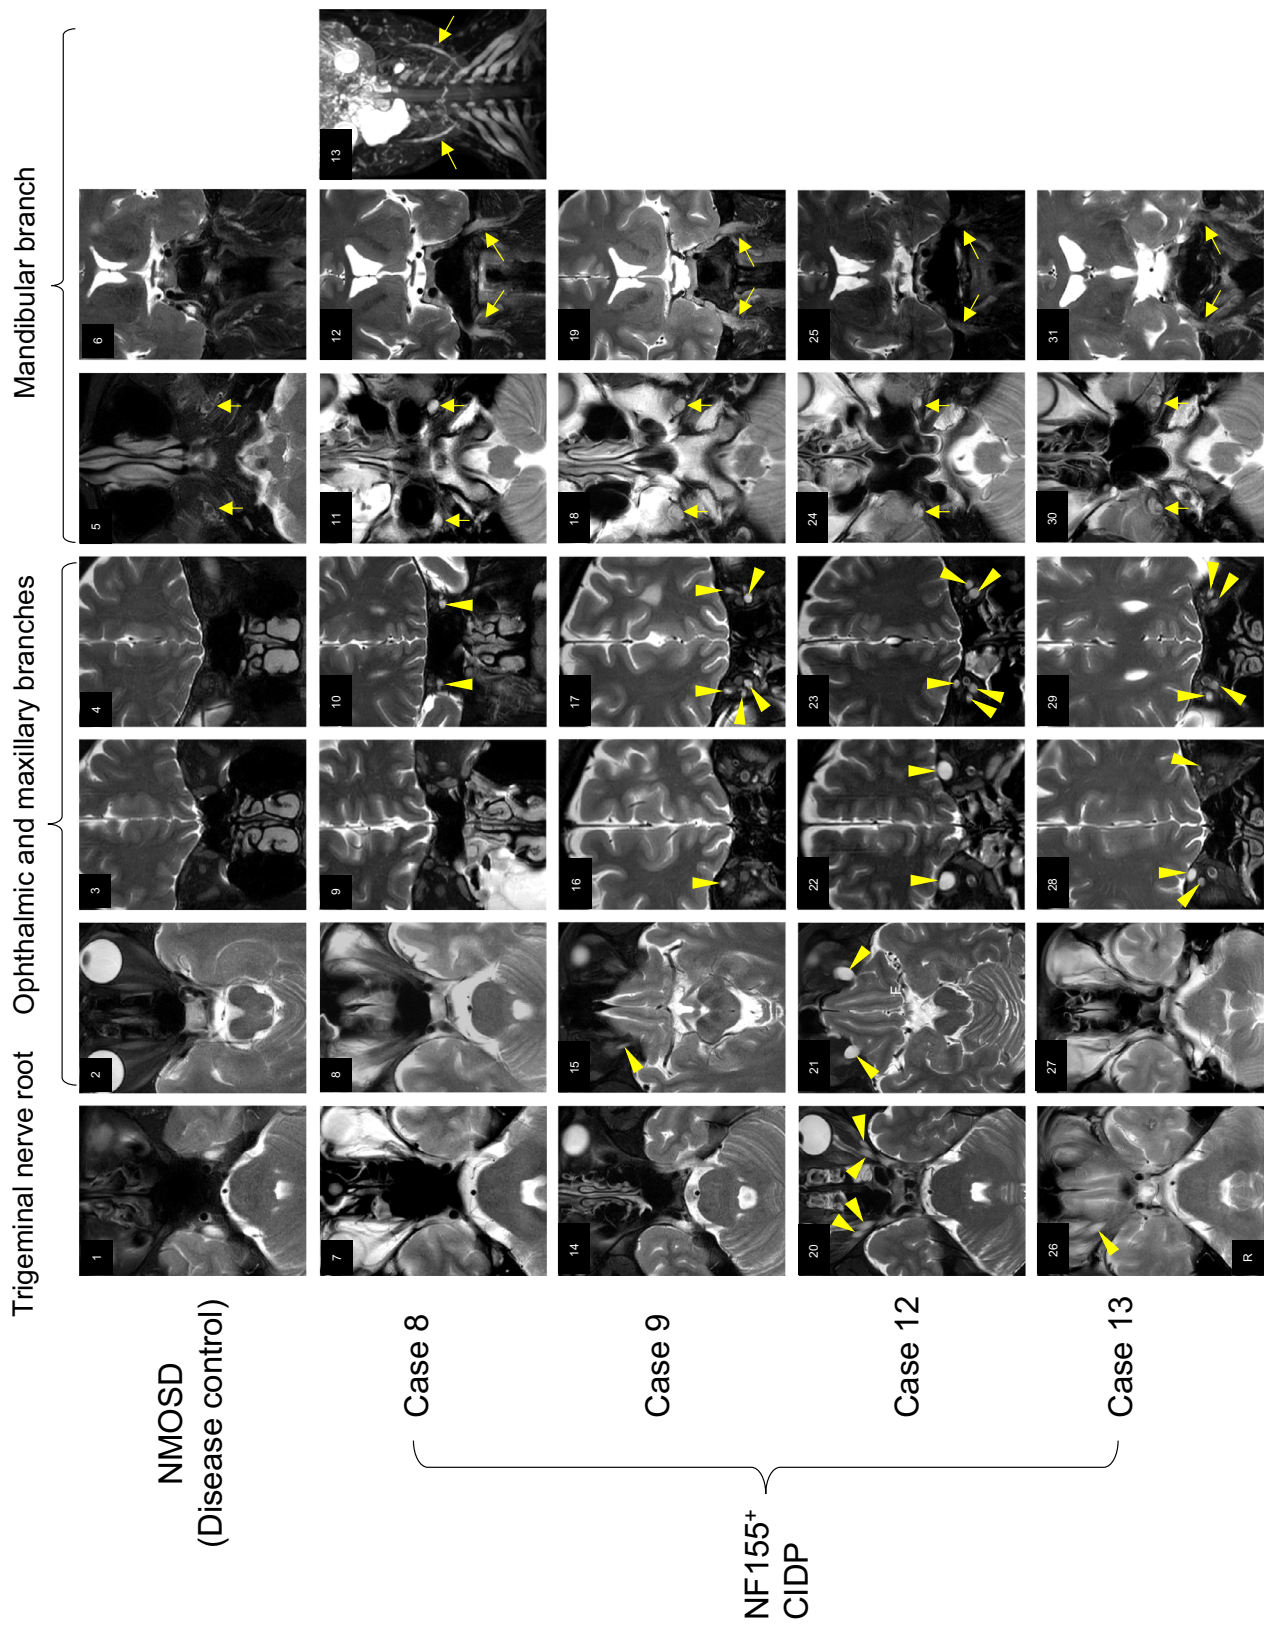 Trigeminal nerve root
Ophthalmic and maxillary branches
Mandibular branch
NMOSD
(Disease control)
1
2
3
4
5
6
NF155⁺
CIDP
Case 8
7
8
9
10
11
12
13
Case 9
14
15
16
17
18
19
Case 12
20
21
F
22
23
24
25
Case 13
26
R
27
28
29
30
31